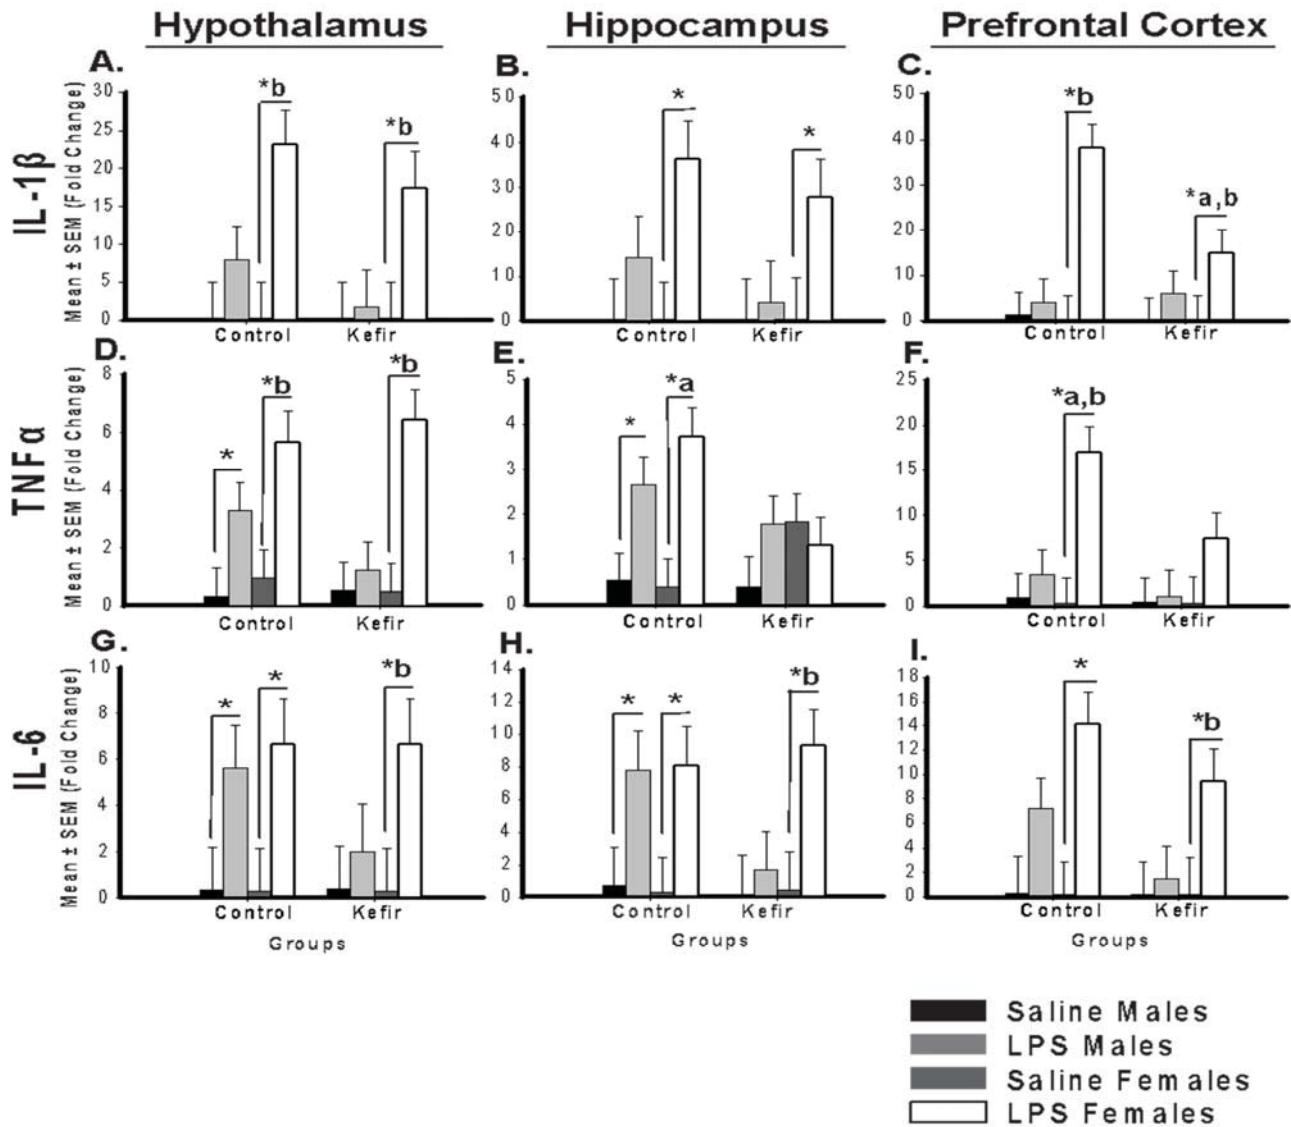 Hypothalamus Hippocampus Prefrontal Cortex
A. B. C.
IL-1β
Mean ± SEM (Fold Change)
30 25 20 15 10 5 0
*b *b
Control Kefir
50 40 30 20 10 0
* *
Control Kefir
50 40 30 20 10 0
*b *a,b
Control Kefir
D. E. F.
TNFα
Mean ± SEM (Fold Change)
8 6 4 2 0
* *b *b
Control Kefir
5 4 3 2 1 0
* *a
Control Kefir
25 20 15 10 5 0
*a,b
Control Kefir
G. H. I.
IL-6
Mean ± SEM (Fold Change)
10 8 6 4 2 0
* * *b
Control Kefir
Groups
14 12 10 8 6 4 2 0
* * *b
Control Kefir
Groups
18 16 14 12 10 8 6 4 2 0
* *b
Control Kefir
Groups
Saline Males
LPS Males
Saline Females
LPS Females